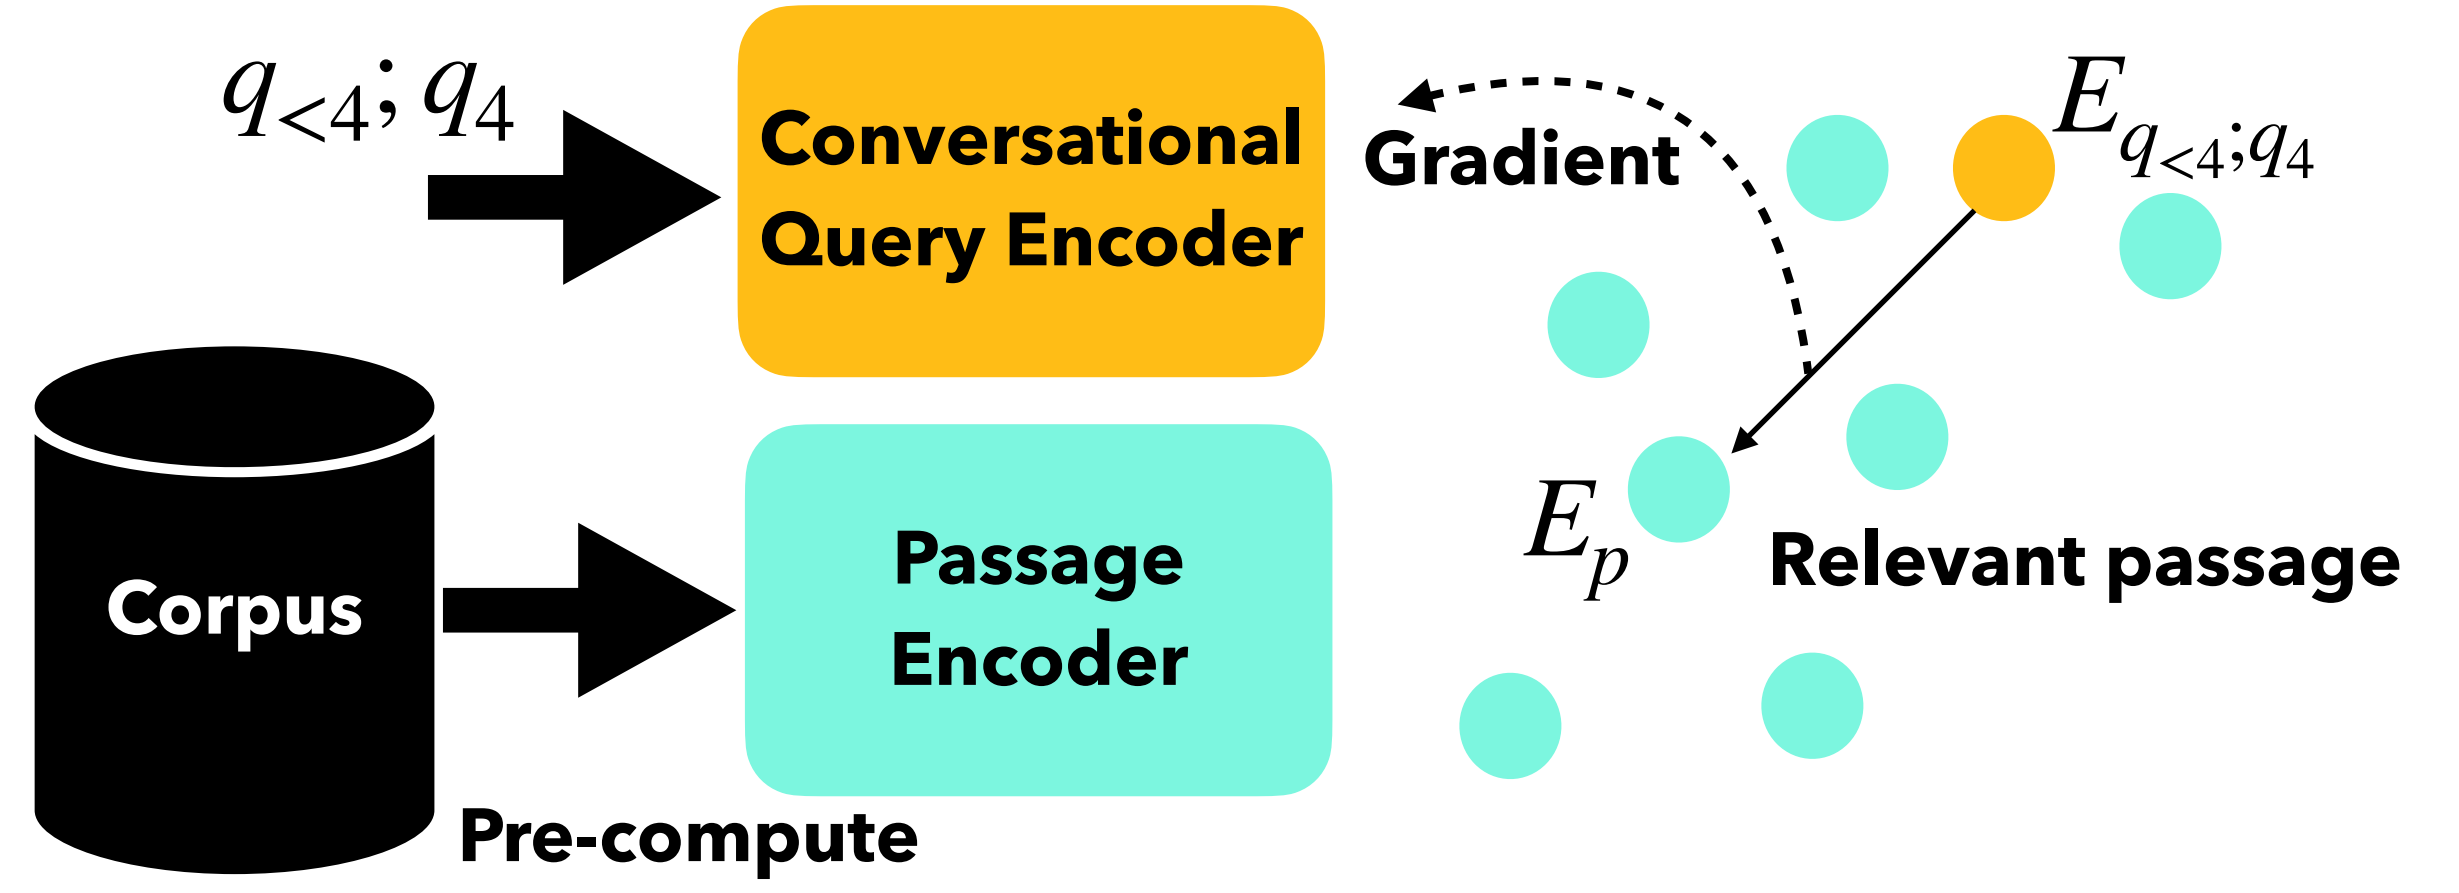 q<4; q4
Conversational
Query Encoder
Gradient
Eq<4;q4
Corpus
Passage
Encoder
Ep
Relevant passage
Pre-compute